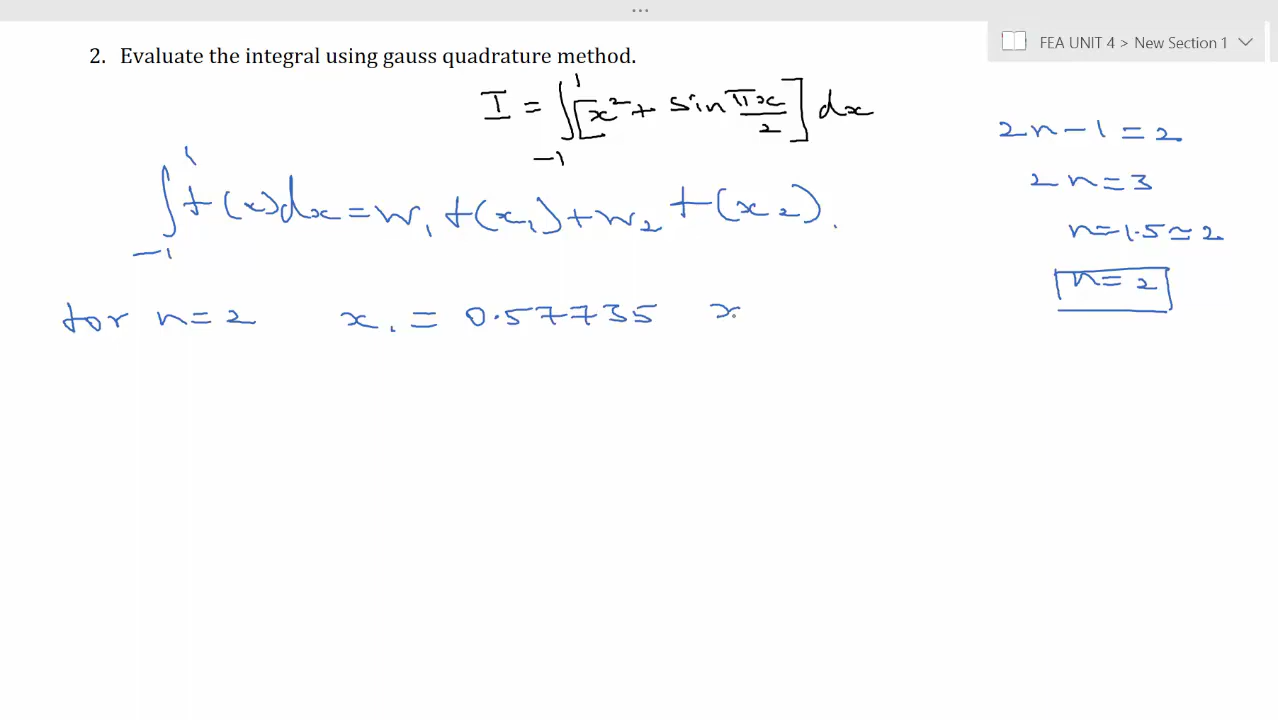 ...
FEA UNIT 4 > New Section 1
2. Evaluate the integral using gauss quadrature method.
I = ∫₋₁¹ [x² + sin πx/2] dx
2n - 1 = 2
2n = 3
n = 1.5 ≃ 2
n = 2
∫₋₁¹ f(x)dx = w₁ f(x₁) + w₂ f(x₂).
for n = 2 x₁ = 0.57735 x